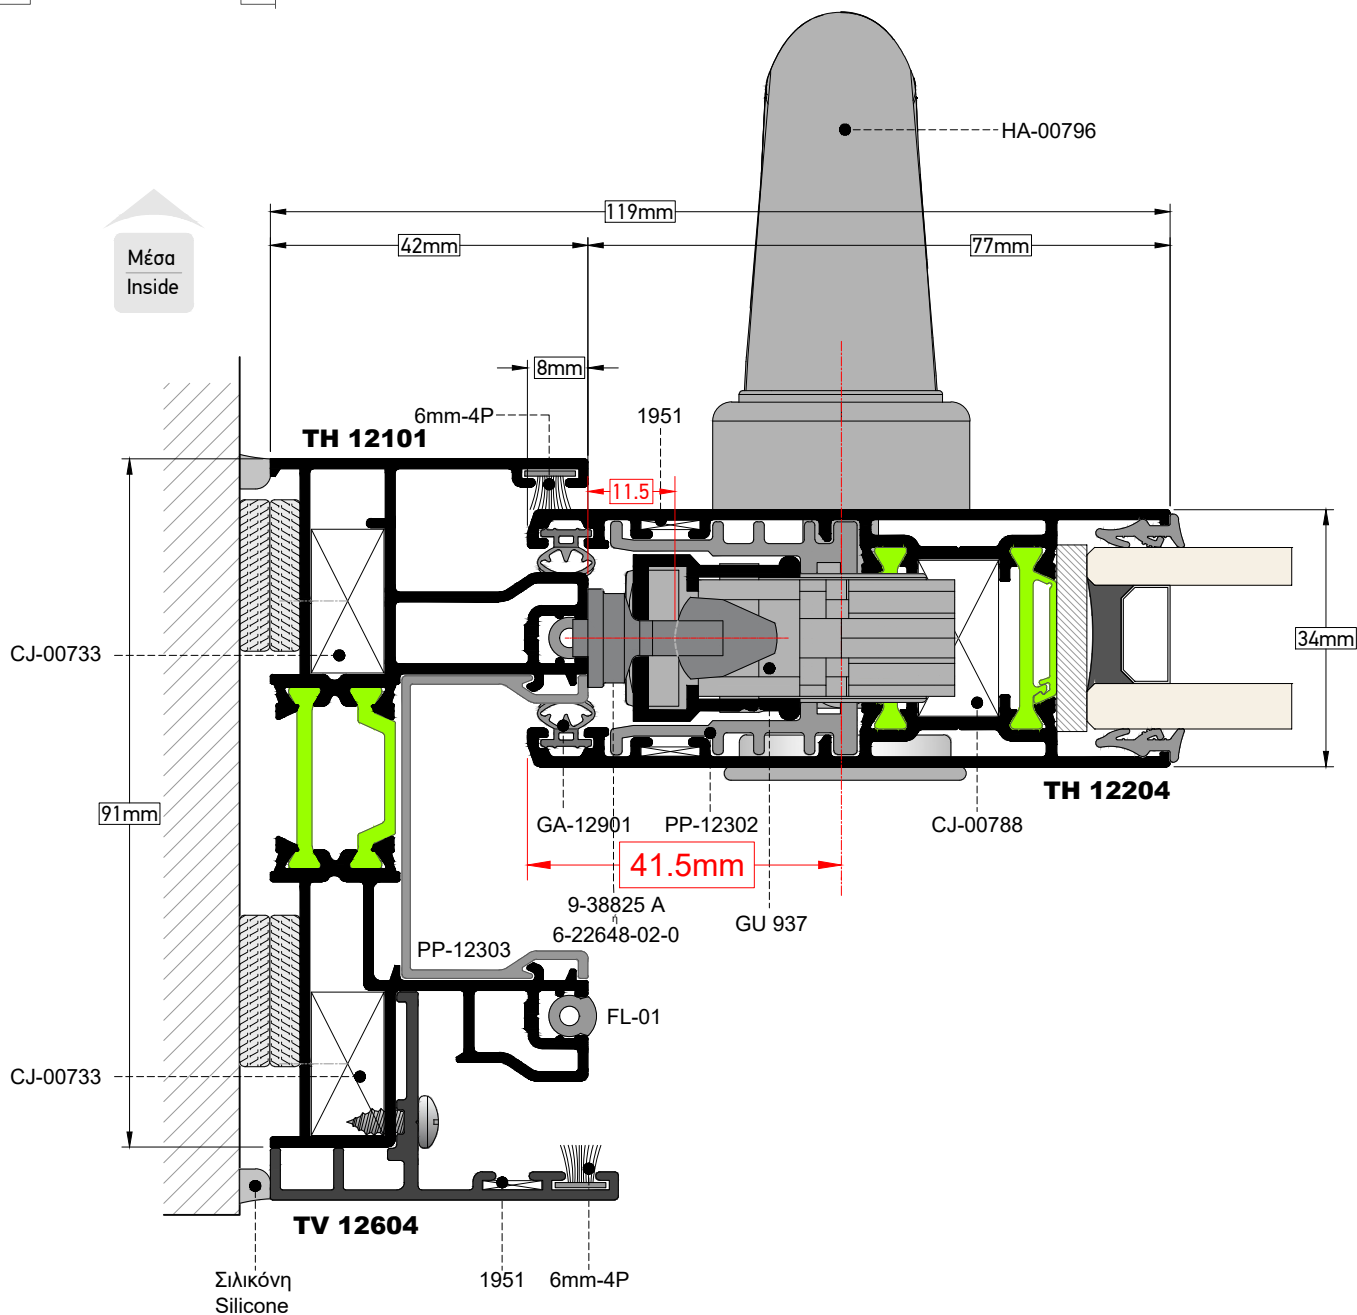 HA-00796
119mm
42mm
77mm
Μέσα
Inside
8mm
6mm-4P
1951
TH 12101
11.5
CJ-00733
34mm
TH 12204
91mm
GA-12901
PP-12302
CJ-00788
41.5mm
9-38825 A
6-22648-02-0
GU 937
PP-12303
FL-01
CJ-00733
TV 12604
Σιλικόνη
Silicone
1951
6mm-4P